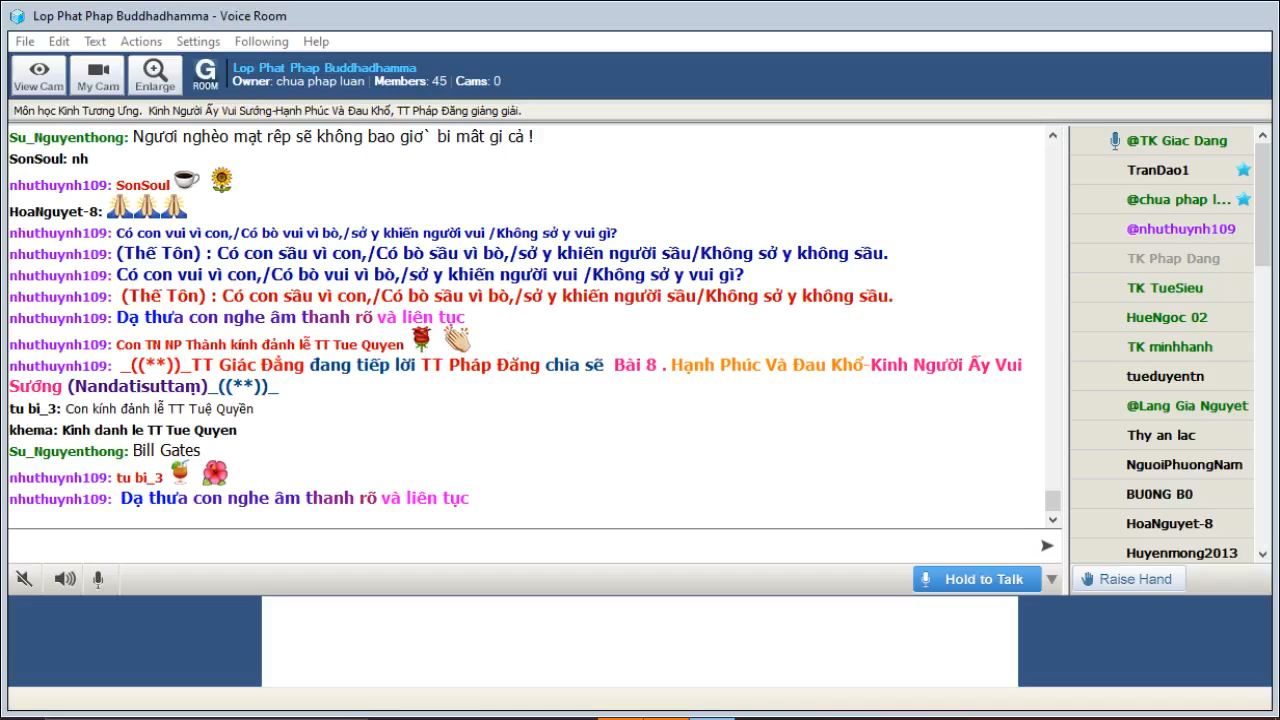 Lop Phat Phap Buddhadhamma - Voice Room
File Edit Text Actions Settings Following Help
View Cam My Cam Enlarge G ROOM
Lop Phat Phap Buddhadhamma
Owner: chua phap luan | Members: 45 | Cams: 0
Môn học Kinh Tương Ưng. Kinh Người Ấy Vui Sướng-Hạnh Phúc Và Đau Khổ, TT Pháp Đăng giảng giải.
Su_Nguyenthong: Ngươi nghèo mạt rêp sẽ không bao giơ` bi mât gi cả !
SonSoul: nh
nhuthuynh109: SonSoul
HoaNguyet-8:
nhuthuynh109: Có con vui vì con,/Có bò vui vì bò,/sở y khiến người vui /Không sở y vui gì?
nhuthuynh109: (Thế Tôn) : Có con sầu vì con,/Có bò sầu vì bò,/sở y khiến người sầu/Không sở y không sầu.
nhuthuynh109: Có con vui vì con,/Có bò vui vì bò,/sở y khiến người vui /Không sở y vui gì?
nhuthuynh109: (Thế Tôn) : Có con sầu vì con,/Có bò sầu vì bò,/sở y khiến người sầu/Không sở y không sầu.
nhuthuynh109: Dạ thưa con nghe âm thanh rõ và liên tục
nhuthuynh109: Con TN NP Thành kính đảnh lễ TT Tue Quyen
nhuthuynh109: _((**))_TT Giác Đẳng đang tiếp lời TT Pháp Đăng chia sẽ Bài 8 . Hạnh Phúc Và Đau Khổ-Kinh Người Ấy Vui
Sướng (Nandatisuttaṃ)_((**))_
tu bi_3: Con kính đảnh lễ TT Tuệ Quyền
khema: Kinh danh le TT Tue Quyen
Su_Nguyenthong: Bill Gates
nhuthuynh109: tu bi_3
nhuthuynh109: Dạ thưa con nghe âm thanh rõ và liên tục
Hold to Talk
@TK Giac Dang
TranDao1
@chua phap l...
@nhuthuynh109
TK Phap Dang
TK TueSieu
HueNgoc 02
TK minhhanh
tueduyentn
@Lang Gia Nguyet
Thy an lac
NguoiPhuongNam
BU0NG B0
HoaNguyet-8
Huyenmong2013
Raise Hand